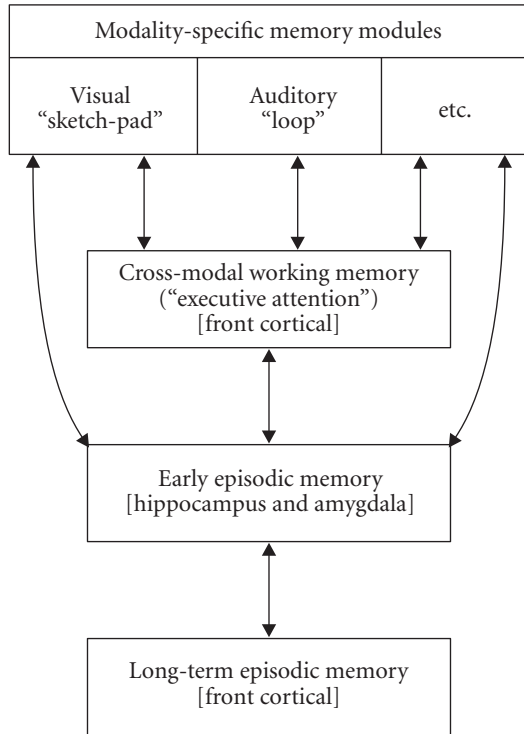 Modality-specific memory modules
Visual
“sketch-pad”
Auditory
“loop”
etc.
Cross-modal working memory
(“executive attention”)
[front cortical]
Early episodic memory
[hippocampus and amygdala]
Long-term episodic memory
[front cortical]